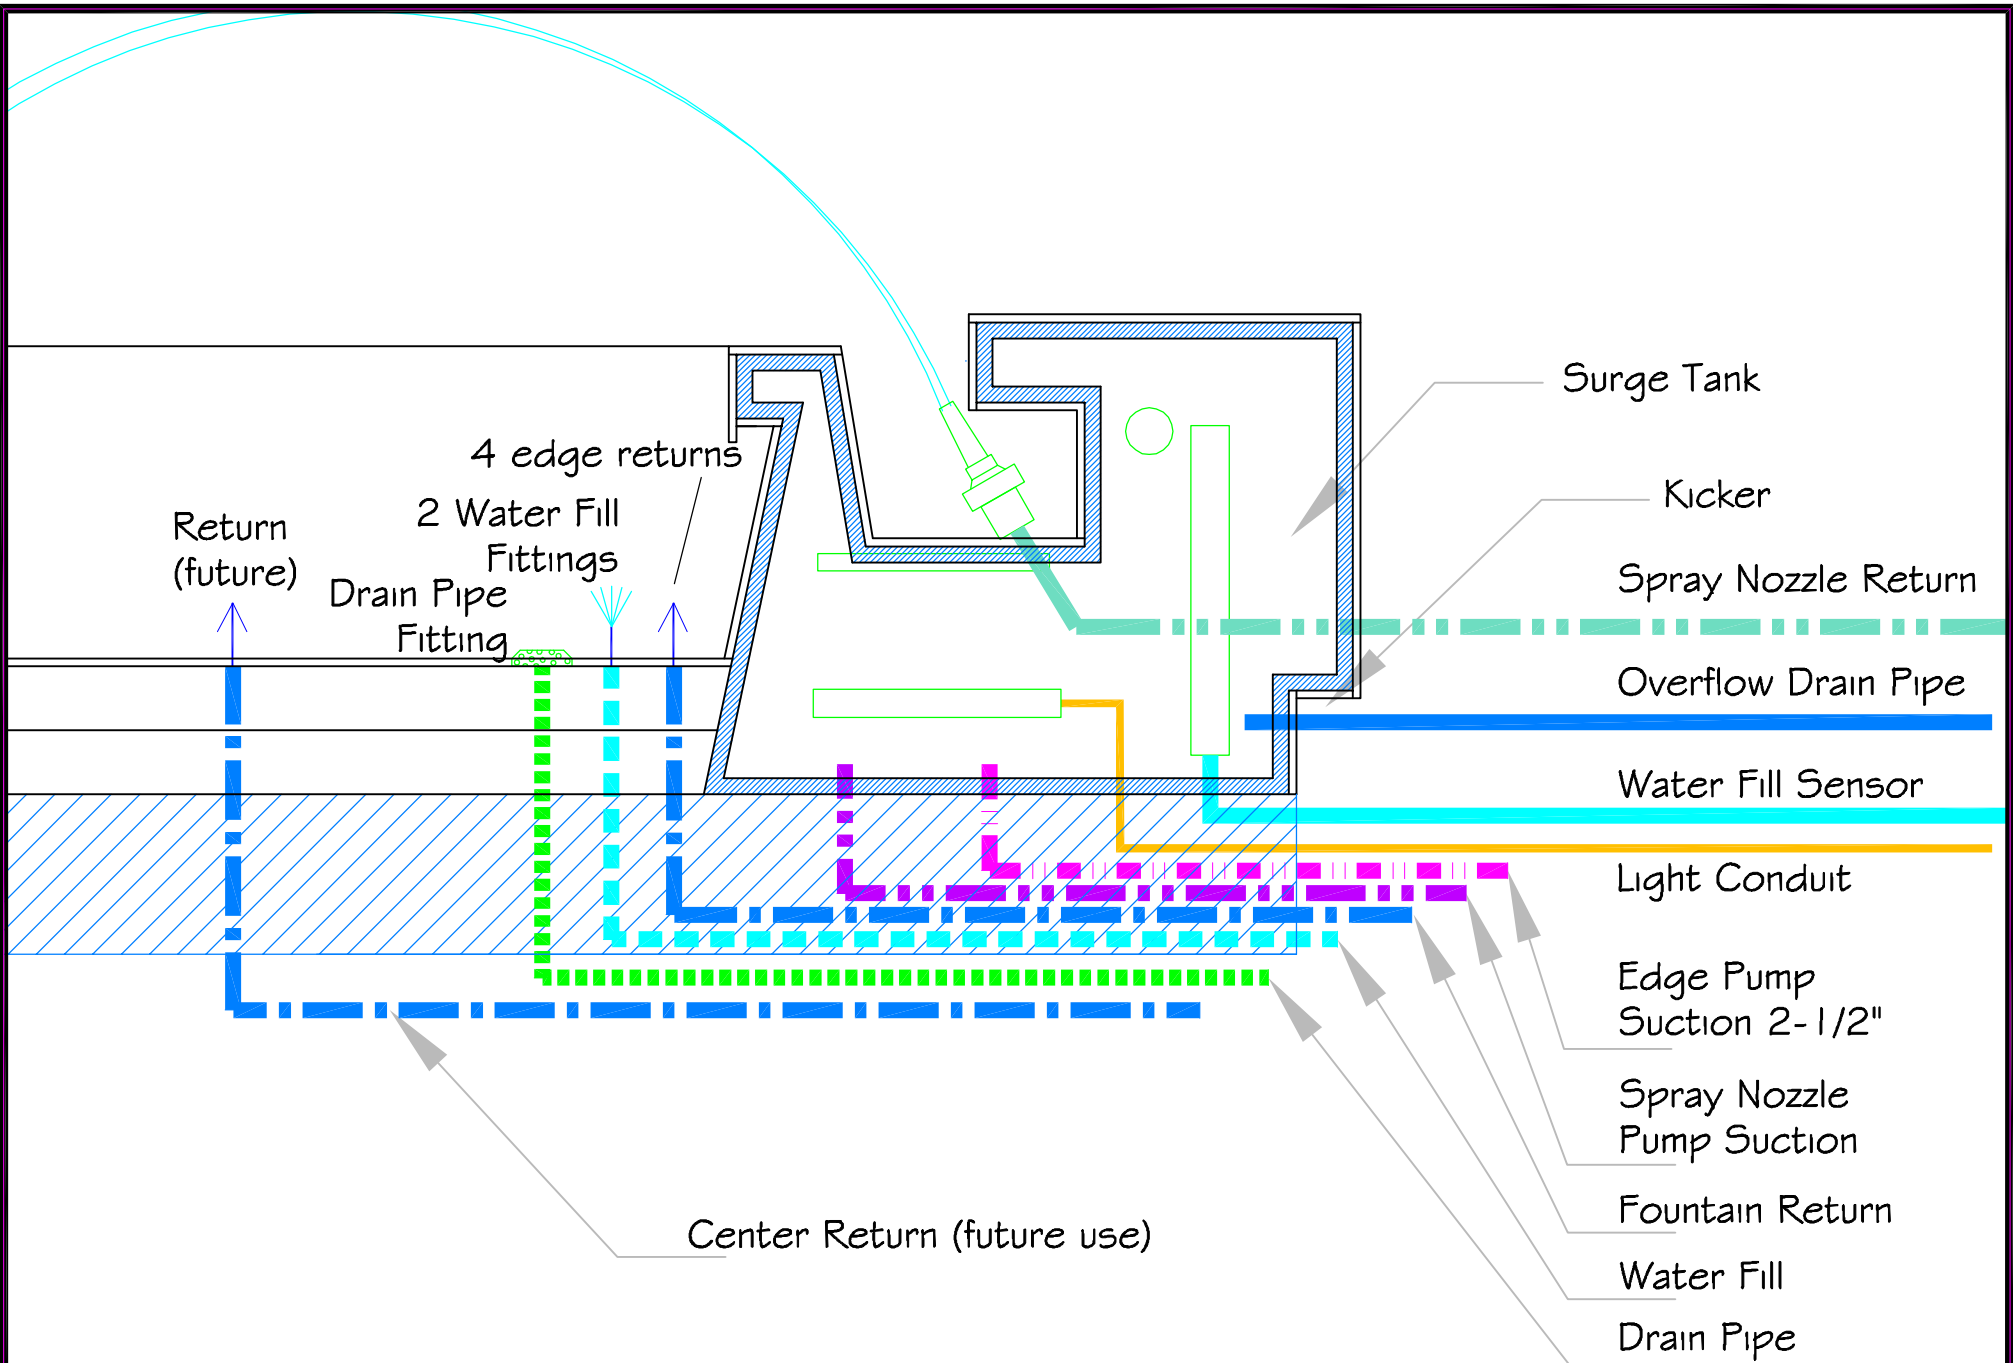 Surge Tank
4 edge returns
Kicker
2 Water Fill
Fittings
Return
(future)
Drain Pipe
Fitting
Spray Nozzle Return
Overflow Drain Pipe
Water Fill Sensor
Light Conduit
Edge Pump
Suction 2-1/2"
Spray Nozzle
Pump Suction
Fountain Return
Center Return (future use)
Water Fill
Drain Pipe